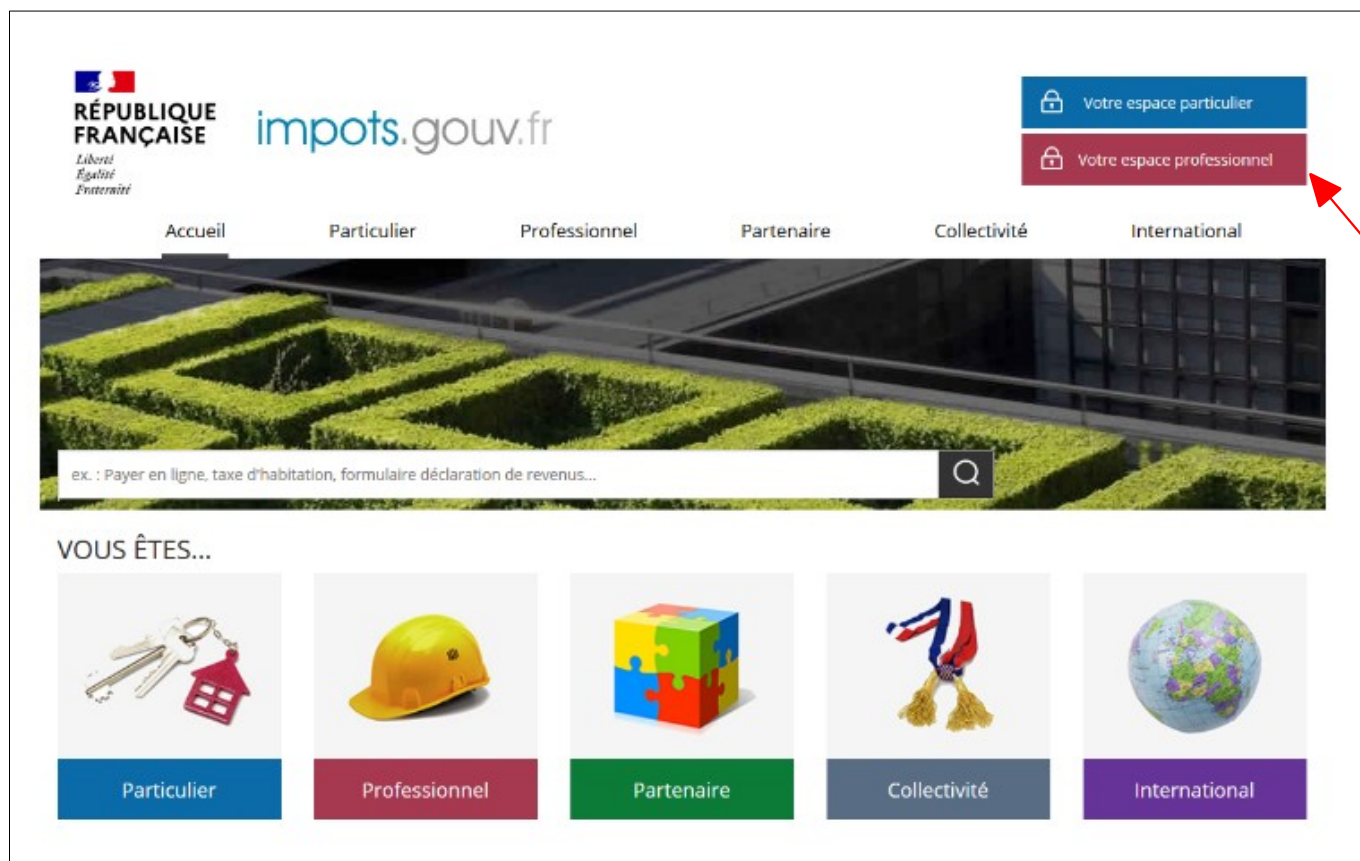 RÉPUBLIQUE
FRANÇAISE
Liberté
Égalité
Fraternité
impots.gouv.fr
Votre espace particulier
Votre espace professionnel
Accueil Particulier Professionnel Partenaire Collectivité International
ex. : Payer en ligne, taxe d'habitation, formulaire déclaration de revenus...
VOUS ÊTES...
Particulier Professionnel Partenaire Collectivité International